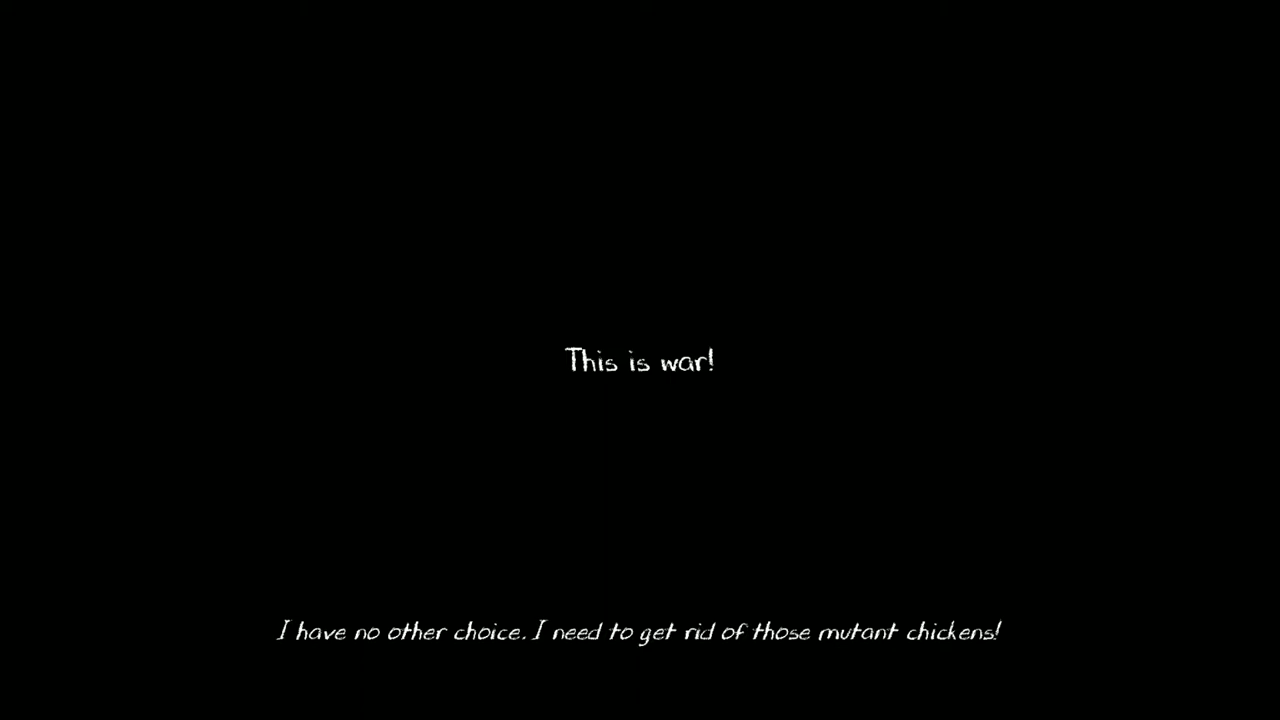 This is war!
I have no other choice. I need to get rid of those mutant chickens!